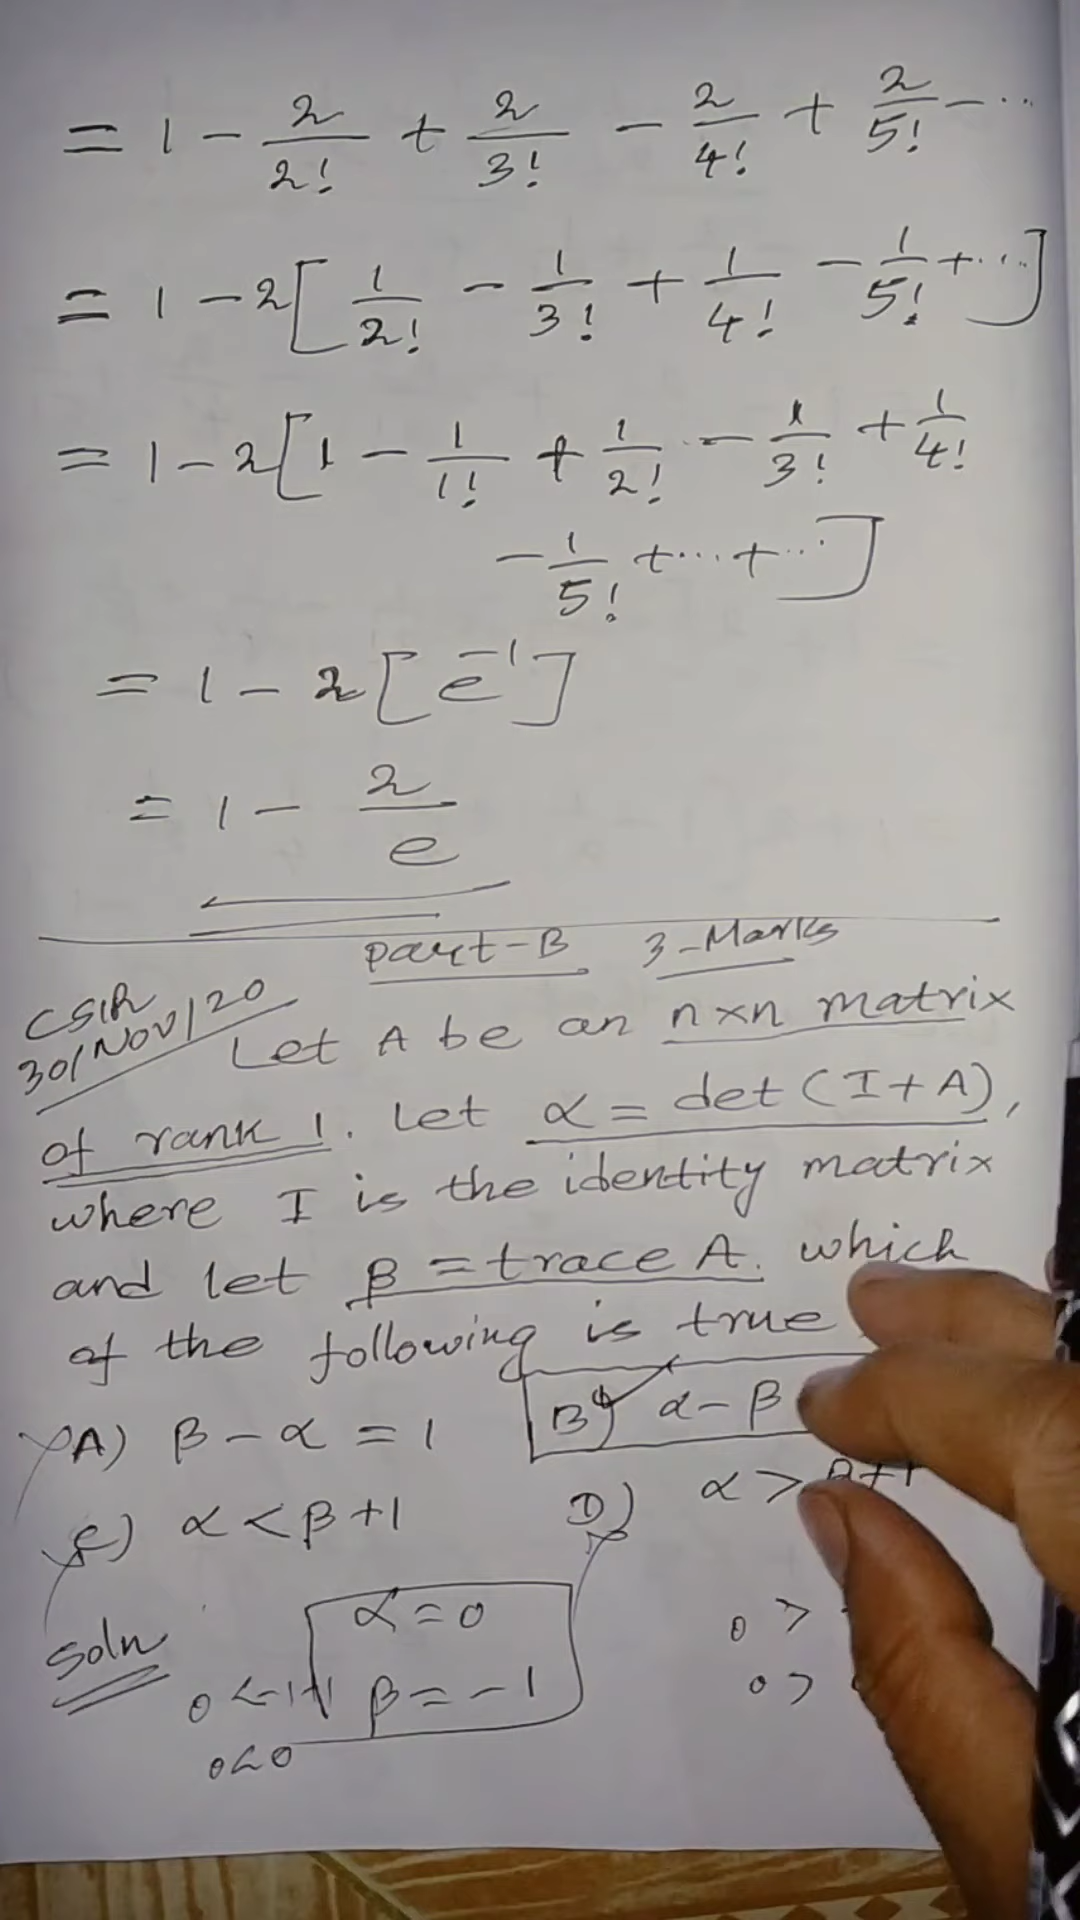 = 1 - 2/2! + 2/3! - 2/4! + 2/5! - ...
= 1 - 2[1/2! - 1/3! + 1/4! - 1/5! + ...]
= 1 - 2[1 - 1/1! + 1/2! - 1/3! + 1/4!
- 1/5! + ... + ...]
= 1 - 2[e⁻¹]
= 1 - 2/e
Part-B 3-Marks
CSIR
30/Nov/20
Let A be an n×n matrix
of rank 1. Let α = det (I+A),
where I is the identity matrix
and let β = trace A. which
of the following is true
A) β - α = 1 B) α - β
C) α < β + 1 D) α > β + 1
Soln α = 0 0 >
0 < -1+1 β = -1 0 >
0 < 0